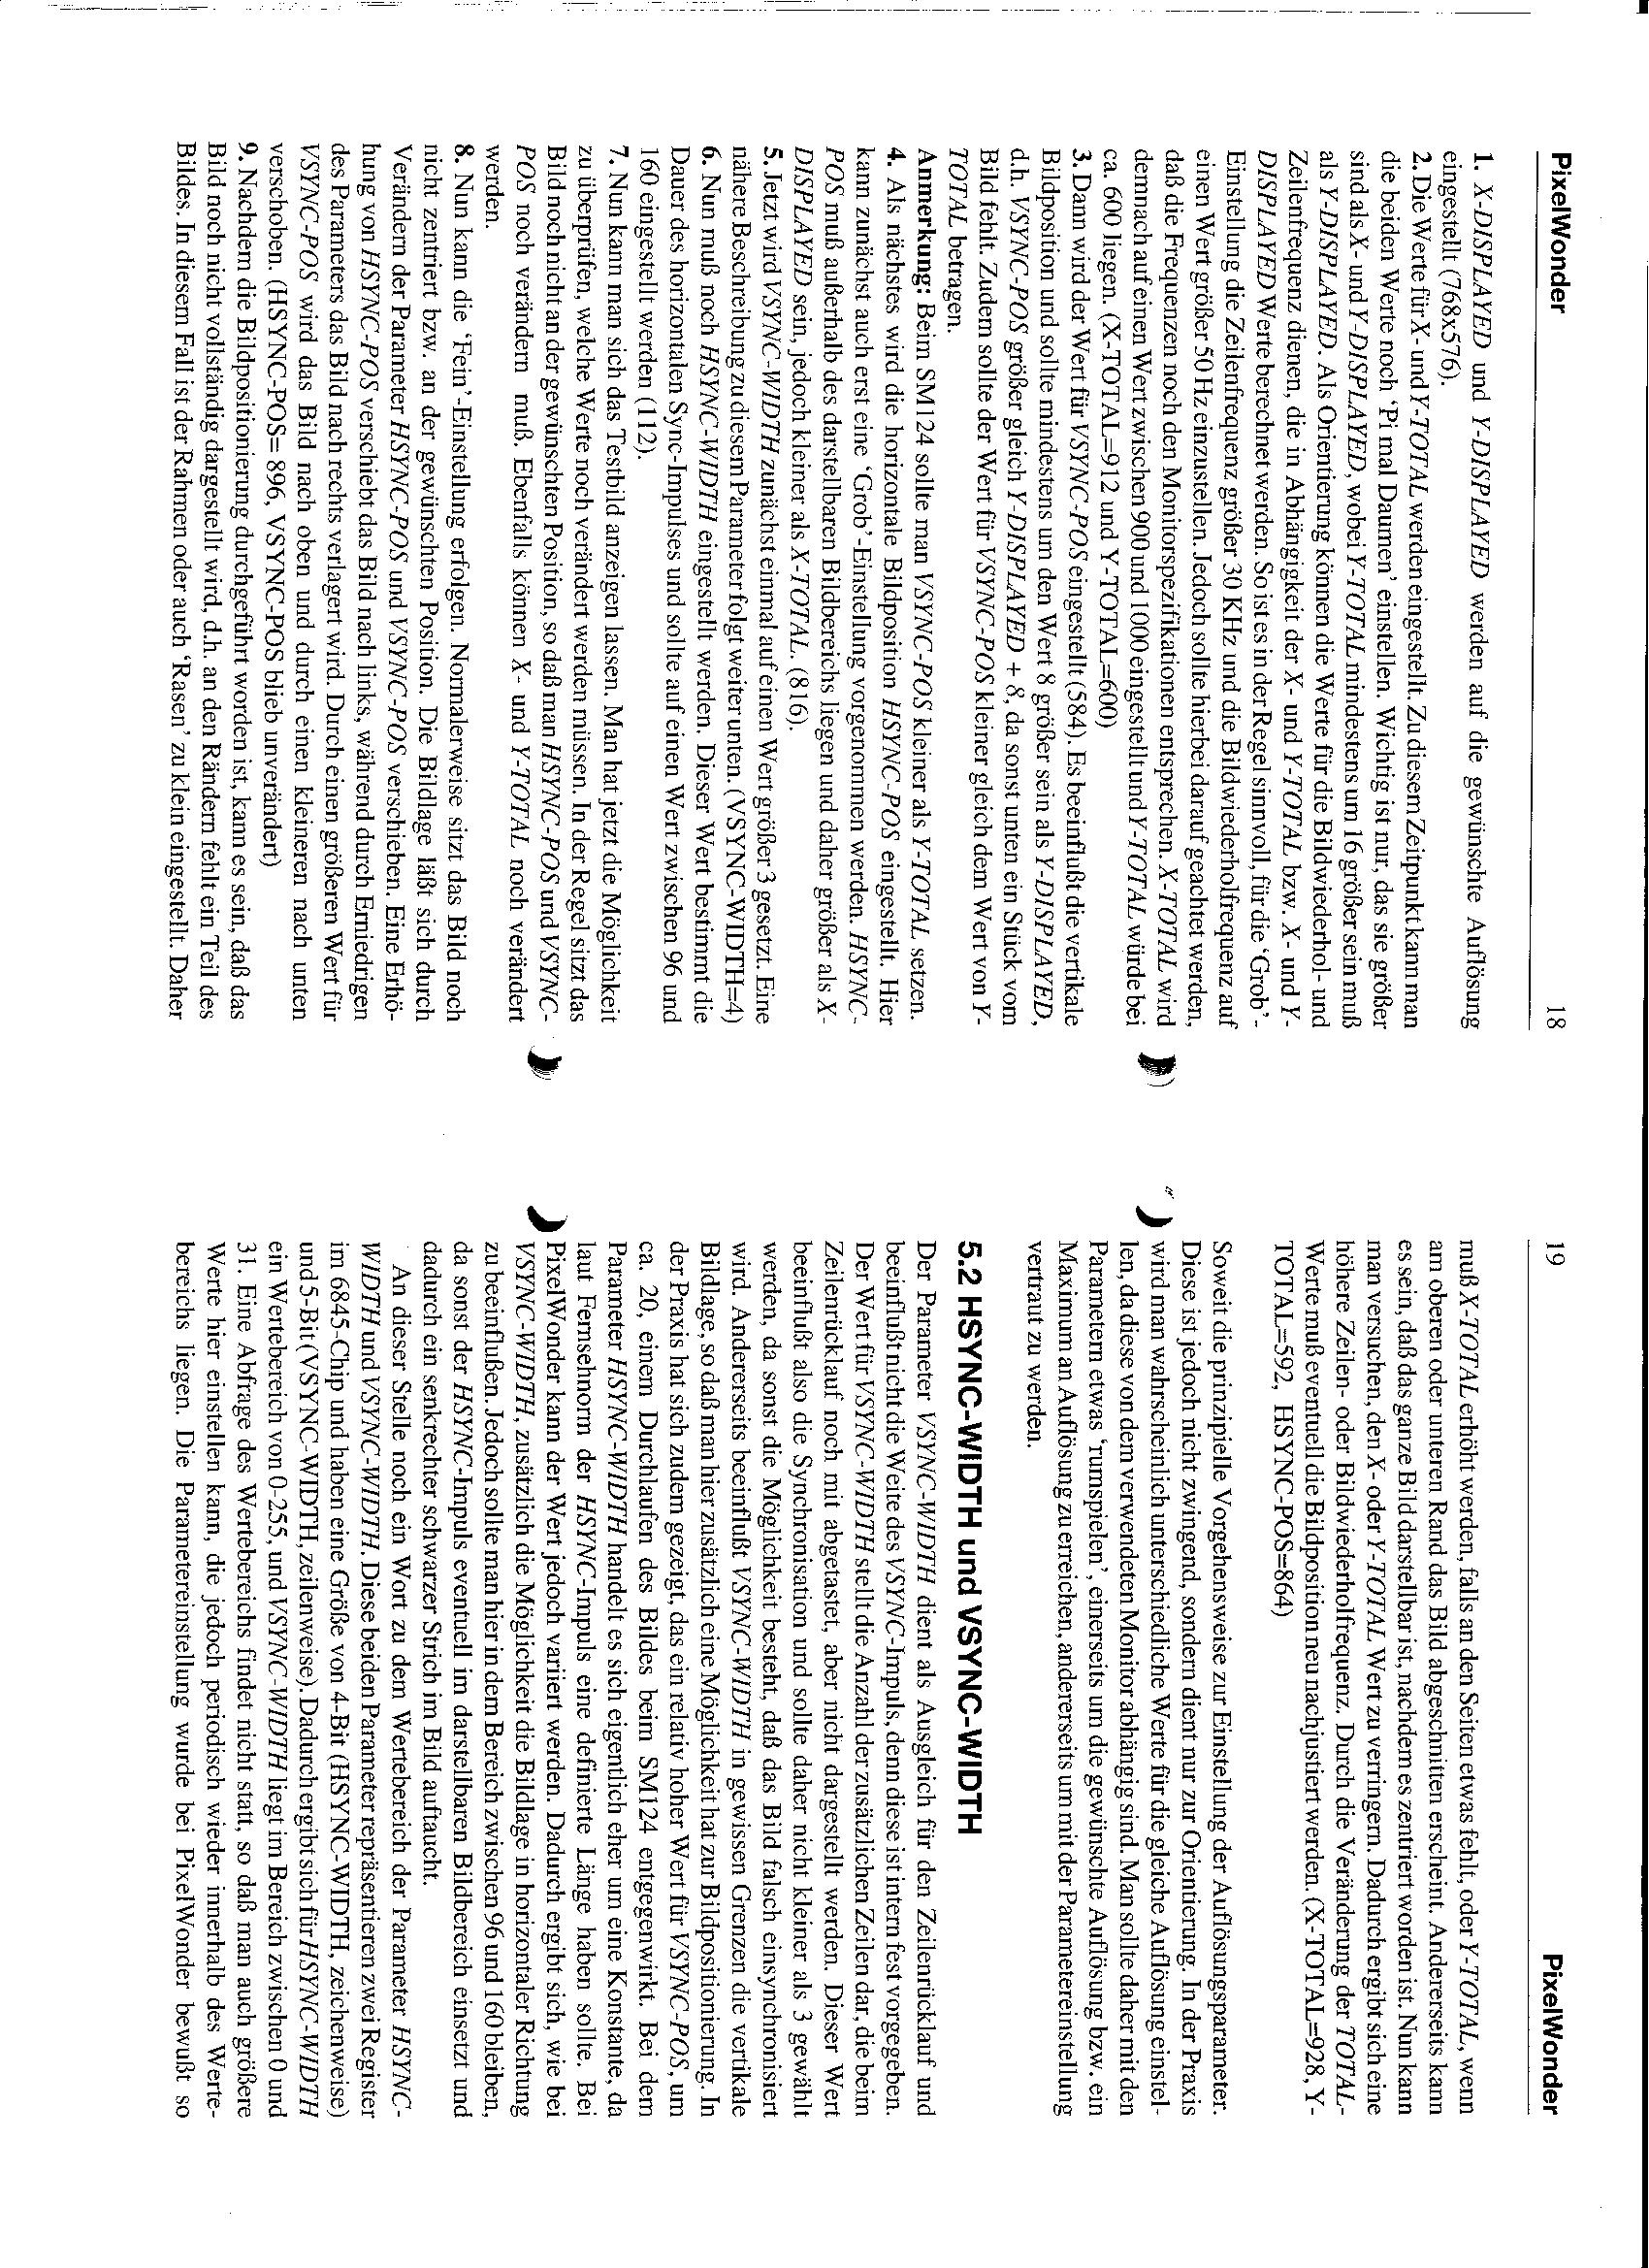 PixelWonder 18
1. X-DISPLAYED und Y-DISPLAYED werden auf die gewünschte Auflösung
eingestellt (768x576).
2. Die Werte für X- und Y-TOTAL werden eingestellt. Zu diesem Zeitpunkt kann man
die beiden Werte noch ‘Pi mal Daumen’ einstellen. Wichtig ist nur, das sie größer
sind als X- und Y-DISPLAYED, wobei Y-TOTAL mindestens um 16 größer sein muß
als Y-DISPLAYED. Als Orientierung können die Werte für die Bildwiederhol- und
Zeilenfrequenz dienen, die in Abhängigkeit der X- und Y-TOTAL bzw. X- und Y-
DISPLAYED Werte berechnet werden. So ist es in der Regel sinnvoll, für die ‘Grob’-
Einstellung die Zeilenfrequenz größer 30 KHz und die Bildwiederholfrequenz auf
einen Wert größer 50 Hz einzustellen. Jedoch sollte hierbei darauf geachtet werden,
daß die Frequenzen noch den Monitorspezifikationen entsprechen. X-TOTAL wird
demnach auf einen Wert zwischen 900 und 1000 eingestellt und Y-TOTAL würde bei
ca. 600 liegen. (X-TOTAL=912 und Y-TOTAL=600)
3. Dann wird der Wert für VSYNC-POS eingestellt (584). Es beeinflußt die vertikale
Bildposition und sollte mindestens um den Wert 8 größer sein als Y-DISPLAYED,
d.h. VSYNC-POS größer gleich Y-DISPLAYED + 8, da sonst unten ein Stück vom
Bild fehlt. Zudem sollte der Wert für VSYNC-POS kleiner gleich dem Wert von Y-
TOTAL betragen.
Anmerkung: Beim SM124 sollte man VSYNC-POS kleiner als Y-TOTAL setzen.
4. Als nächstes wird die horizontale Bildposition HSYNC-POS eingestellt. Hier
kann zunächst auch erst eine ‘Grob’-Einstellung vorgenommen werden. HSYNC-
POS muß außerhalb des darstellbaren Bildbereichs liegen und daher größer als X-
DISPLAYED sein, jedoch kleiner als X-TOTAL. (816).
5. Jetzt wird VSYNC-WIDTH zunächst einmal auf einen Wert größer 3 gesetzt. Eine
nähere Beschreibung zu diesem Parameter folgt weiter unten. (VSYNC-WIDTH=4)
6. Nun muß noch HSYNC-WIDTH eingestellt werden. Dieser Wert bestimmt die
Dauer des horizontalen Sync-Impulses und sollte auf einen Wert zwischen 96 und
160 eingestellt werden (112).
7. Nun kann man sich das Testbild anzeigen lassen. Man hat jetzt die Möglichkeit
zu überprüfen, welche Werte noch verändert werden müssen. In der Regel sitzt das
Bild noch nicht an der gewünschten Position, so daß man HSYNC-POS und VSYNC-
POS noch verändern muß. Ebenfalls können X- und Y-TOTAL noch verändert
werden.
8. Nun kann die ‘Fein’-Einstellung erfolgen. Normalerweise sitzt das Bild noch
nicht zentriert bzw. an der gewünschten Position. Die Bildlage läßt sich durch
Verändern der Parameter HSYNC-POS und VSYNC-POS verschieben. Eine Erhö-
hung von HSYNC-POS verschiebt das Bild nach links, während durch Erniedrigen
des Parameters das Bild nach rechts verlagert wird. Durch einen größeren Wert für
VSYNC-POS wird das Bild nach oben und durch einen kleineren nach unten
verschoben. (HSYNC-POS= 896, VSYNC-POS blieb unverändert)
9. Nachdem die Bildpositionierung durchgeführt worden ist, kann es sein, daß das
Bild noch nicht vollständig dargestellt wird, d.h. an den Rändern fehlt ein Teil des
Bildes. In diesem Fall ist der Rahmen oder auch ‘Rasen’ zu klein eingestellt. Daher
19 PixelWonder
muß X-TOTAL erhöht werden, falls an den Seiten etwas fehlt, oder Y-TOTAL, wenn
am oberen oder unteren Rand das Bild abgeschnitten erscheint. Andererseits kann
es sein, daß das ganze Bild darstellbar ist, nachdem es zentriert worden ist. Nun kann
man versuchen, den X- oder Y-TOTAL Wert zu verringern. Dadurch ergibt sich eine
höhere Zeilen- oder Bildwiederholfrequenz. Durch die Veränderung der TOTAL-
Werte muß eventuell die Bildposition neu nachjustiert werden. (X-TOTAL=928, Y-
TOTAL=592, HSYNC-POS=864)
Soweit die prinzipielle Vorgehensweise zur Einstellung der Auflösungsparameter.
Diese ist jedoch nicht zwingend, sondern dient nur zur Orientierung. In der Praxis
wird man wahrscheinlich unterschiedliche Werte für die gleiche Auflösung einstel-
len, da diese von dem verwendeten Monitor abhängig sind. Man sollte daher mit den
Parametern etwas ‘rumspielen’, einerseits um die gewünschte Auflösung bzw. ein
Maximum an Auflösung zu erreichen, andererseits um mit der Parametereinstellung
vertraut zu werden.
5.2 HSYNC-WIDTH und VSYNC-WIDTH
Der Parameter VSYNC-WIDTH dient als Ausgleich für den Zeilenrücklauf und
beeinflußt nicht die Weite des VSYNC-Impuls, denn diese ist intern fest vorgegeben.
Der Wert für VSYNC-WIDTH stellt die Anzahl der zusätzlichen Zeilen dar, die beim
Zeilenrücklauf noch mit abgetastet, aber nicht dargestellt werden. Dieser Wert
beeinflußt also die Synchronisation und sollte daher nicht kleiner als 3 gewählt
werden, da sonst die Möglichkeit besteht, daß das Bild falsch einsynchronisiert
wird. Andererseits beeinflußt VSYNC-WIDTH in gewissen Grenzen die vertikale
Bildlage, so daß man hier zusätzlich eine Möglichkeit hat zur Bildpositionierung. In
der Praxis hat sich zudem gezeigt, das ein relativ hoher Wert für VSYNC-POS, um
ca. 20, einem Durchlaufen des Bildes beim SM124 entgegenwirkt. Bei dem
Parameter HSYNC-WIDTH handelt es sich eigentlich eher um eine Konstante, da
laut Fernsehnorm der HSYNC-Impuls eine definierte Länge haben sollte. Bei
PixelWonder kann der Wert jedoch variiert werden. Dadurch ergibt sich, wie bei
VSYNC-WIDTH, zusätzlich die Möglichkeit die Bildlage in horizontaler Richtung
zu beeinflußen. Jedoch sollte man hier in dem Bereich zwischen 96 und 160 bleiben,
da sonst der HSYNC-Impuls eventuell im darstellbaren Bildbereich einsetzt und
dadurch ein senkrechter schwarzer Strich im Bild auftaucht.
An dieser Stelle noch ein Wort zu dem Wertebereich der Parameter HSYNC-
WIDTH und VSYNC-WIDTH. Diese beiden Parameter repräsentieren zwei Register
im 6845-Chip und haben eine Größe von 4-Bit (HSYNC-WIDTH, zeichenweise)
und 5-Bit (VSYNC-WIDTH, zeilenweise). Dadurch ergibt sich für HSYNC-WIDTH
ein Wertebereich von 0-255, und VSYNC-WIDTH liegt im Bereich zwischen 0 und
31. Eine Abfrage des Wertebereichs findet nicht statt, so daß man auch größere
Werte hier einstellen kann, die jedoch periodisch wieder innerhalb des Werte-
bereichs liegen. Die Parametereinstellung wurde bei PixelWonder bewußt so